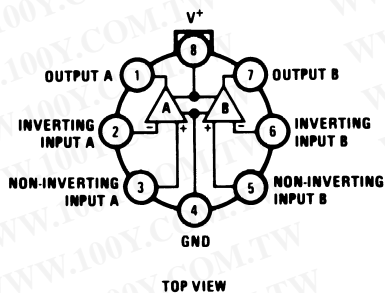 V+
8
OUTPUT A
1
7
OUTPUT B
A
B
INVERTING
INPUT A
2
−
+
+
−
6
INVERTING
INPUT B
NON-INVERTING
INPUT A
3
5
NON-INVERTING
INPUT B
4
GND
TOP VIEW
WWW.100Y.COM.TW